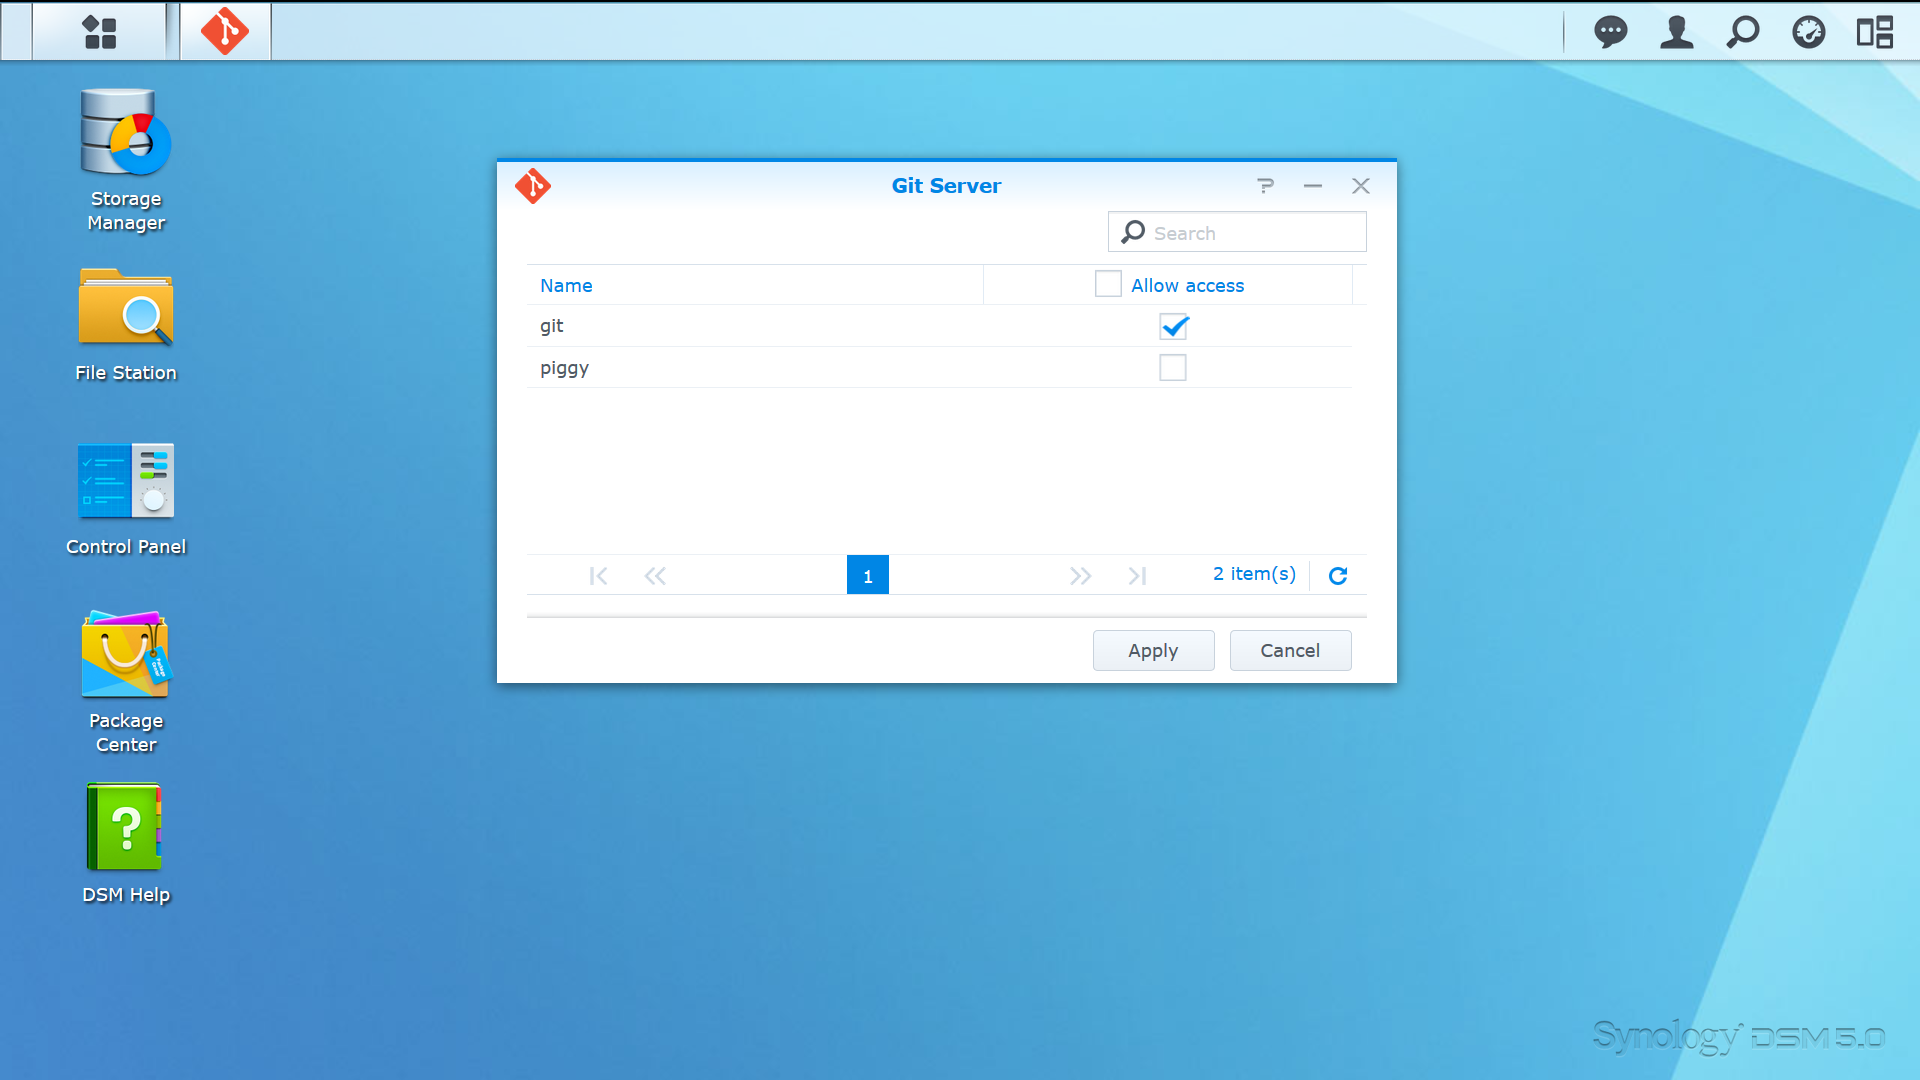 Storage
Manager
File Station
Control Panel
Package
Center
DSM Help
Git Server
Search
Name
Allow access
git
piggy
1
2 item(s)
Apply
Cancel
Synology DSM 5.0